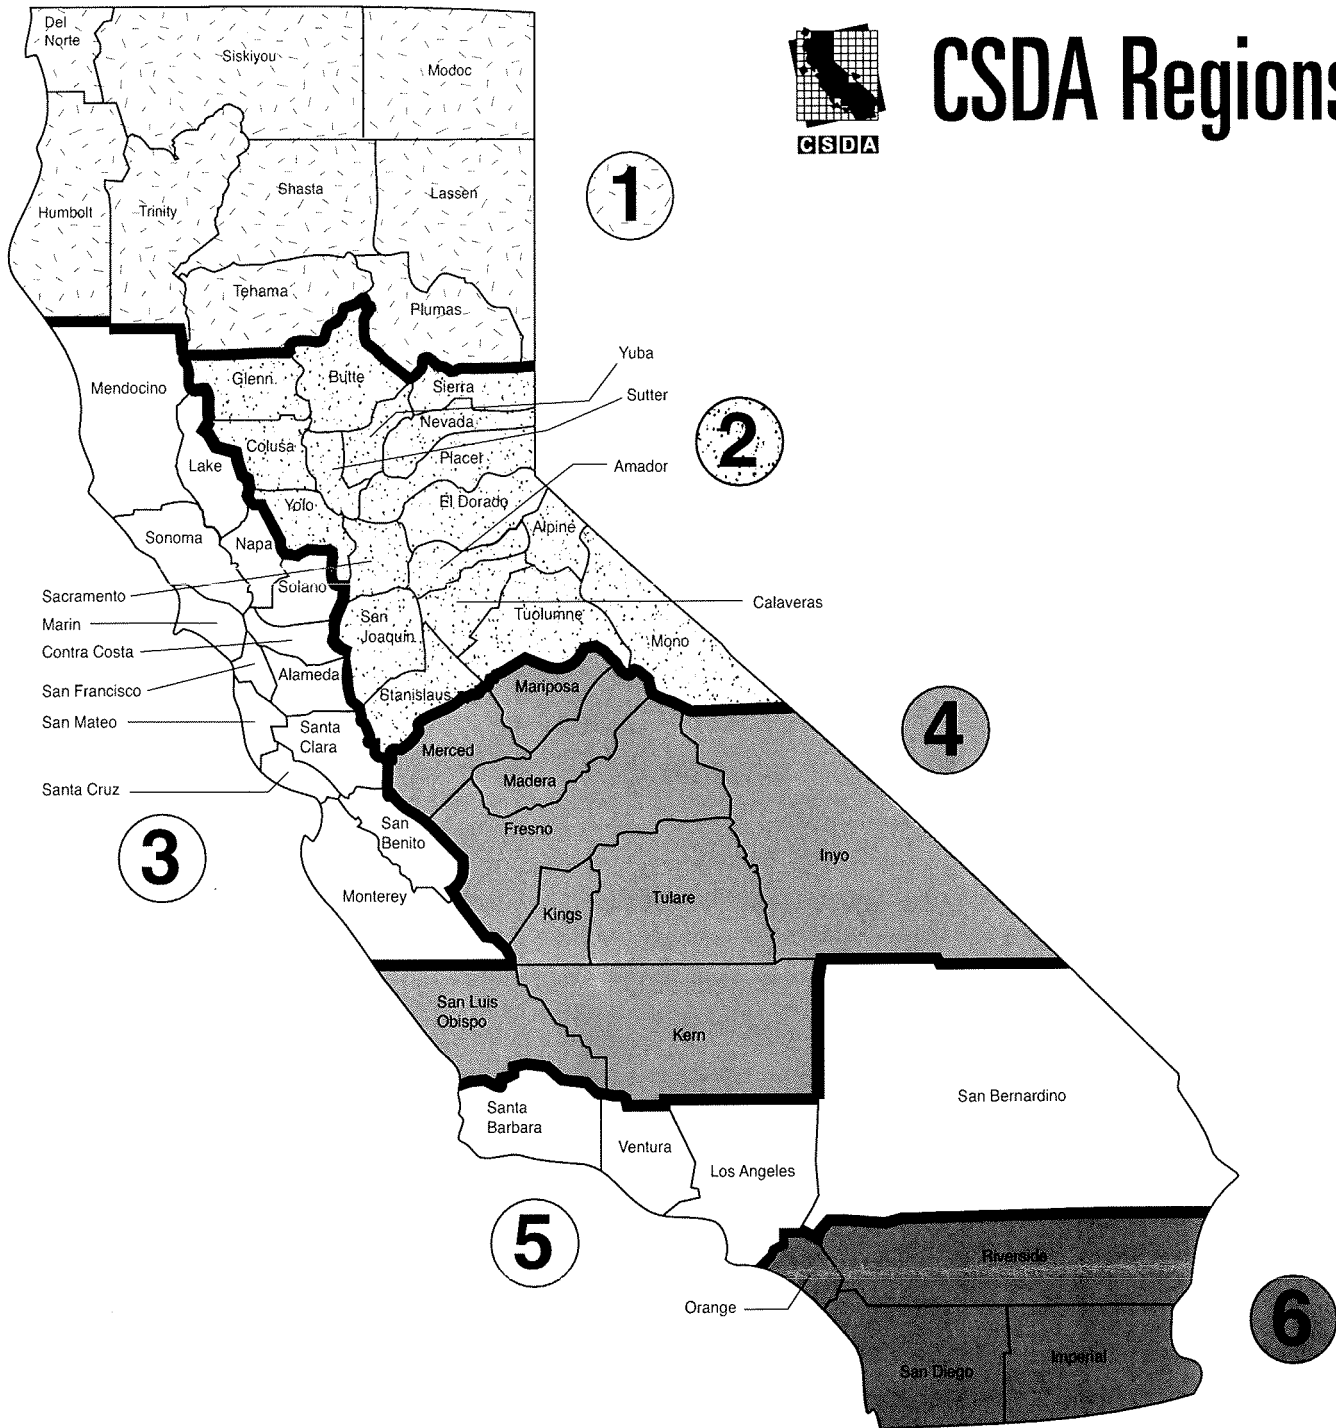 CSDA Regions
CSDA
Del
Norte
Siskiyou
Modoc
Humbolt
Trinity
Shasta
Lassen
1
Tehama
Plumas
Mendocino
Glenn
Butte
Sierra
Yuba
Sutter
Nevada
2
Colusa
Placer
Lake
Amador
Yolo
El Dorado
Sonoma
Napa
Alpine
Solano
Sacramento
Calaveras
Marin
San
Joaquin
Tuolumne
Contra Costa
Mono
Alameda
San Francisco
Stanislaus
Mariposa
San Mateo
Santa
Clara
Merced
4
Santa Cruz
Madera
3
San
Benito
Fresno
Inyo
Monterey
Kings
Tulare
San Luis
Obispo
Kern
Santa
Barbara
San Bernardino
Ventura
Los Angeles
5
Riverside
Orange
6
San Diego
Imperial